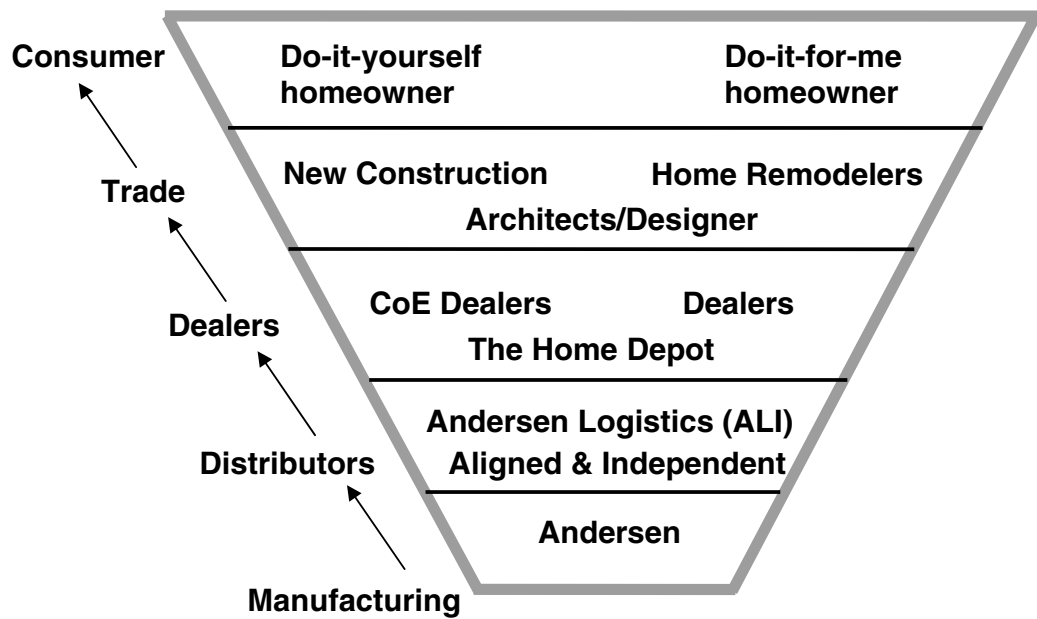 Consumer
Do-it-yourself
homeowner
Do-it-for-me
homeowner
Trade
New Construction
Home Remodelers
Architects/Designer
Dealers
CoE Dealers
Dealers
The Home Depot
Distributors
Andersen Logistics (ALI)
Aligned & Independent
Manufacturing
Andersen